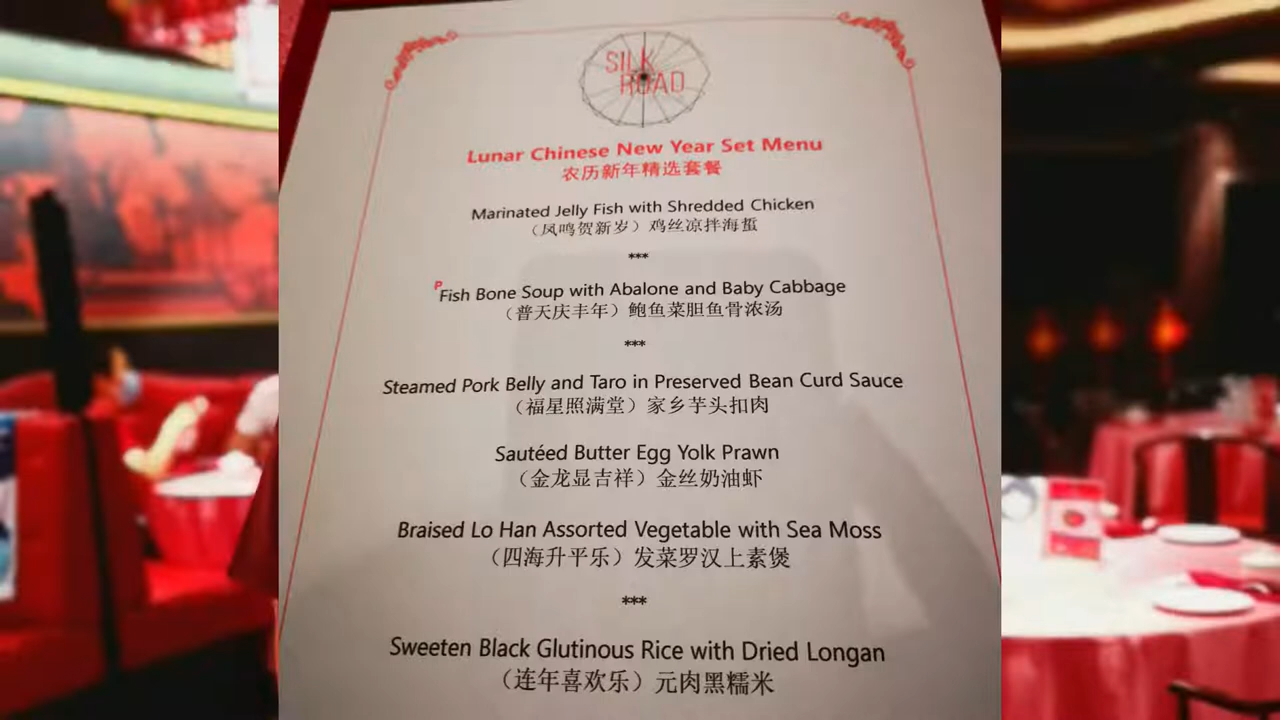 SILK
ROAD
Lunar Chinese New Year Set Menu
农历新年精选套餐
Marinated Jelly Fish with Shredded Chicken
（凤鸣贺新岁）鸡丝凉拌海蜇
***
P Fish Bone Soup with Abalone and Baby Cabbage
（普天庆丰年）鲍鱼菜胆鱼骨浓汤
***
Steamed Pork Belly and Taro in Preserved Bean Curd Sauce
（福星照满堂）家乡芋头扣肉
Sautéed Butter Egg Yolk Prawn
（金龙显吉祥）金丝奶油虾
Braised Lo Han Assorted Vegetable with Sea Moss
（四海升平乐）发菜罗汉上素煲
***
Sweeten Black Glutinous Rice with Dried Longan
（连年喜欢乐）元肉黑糯米